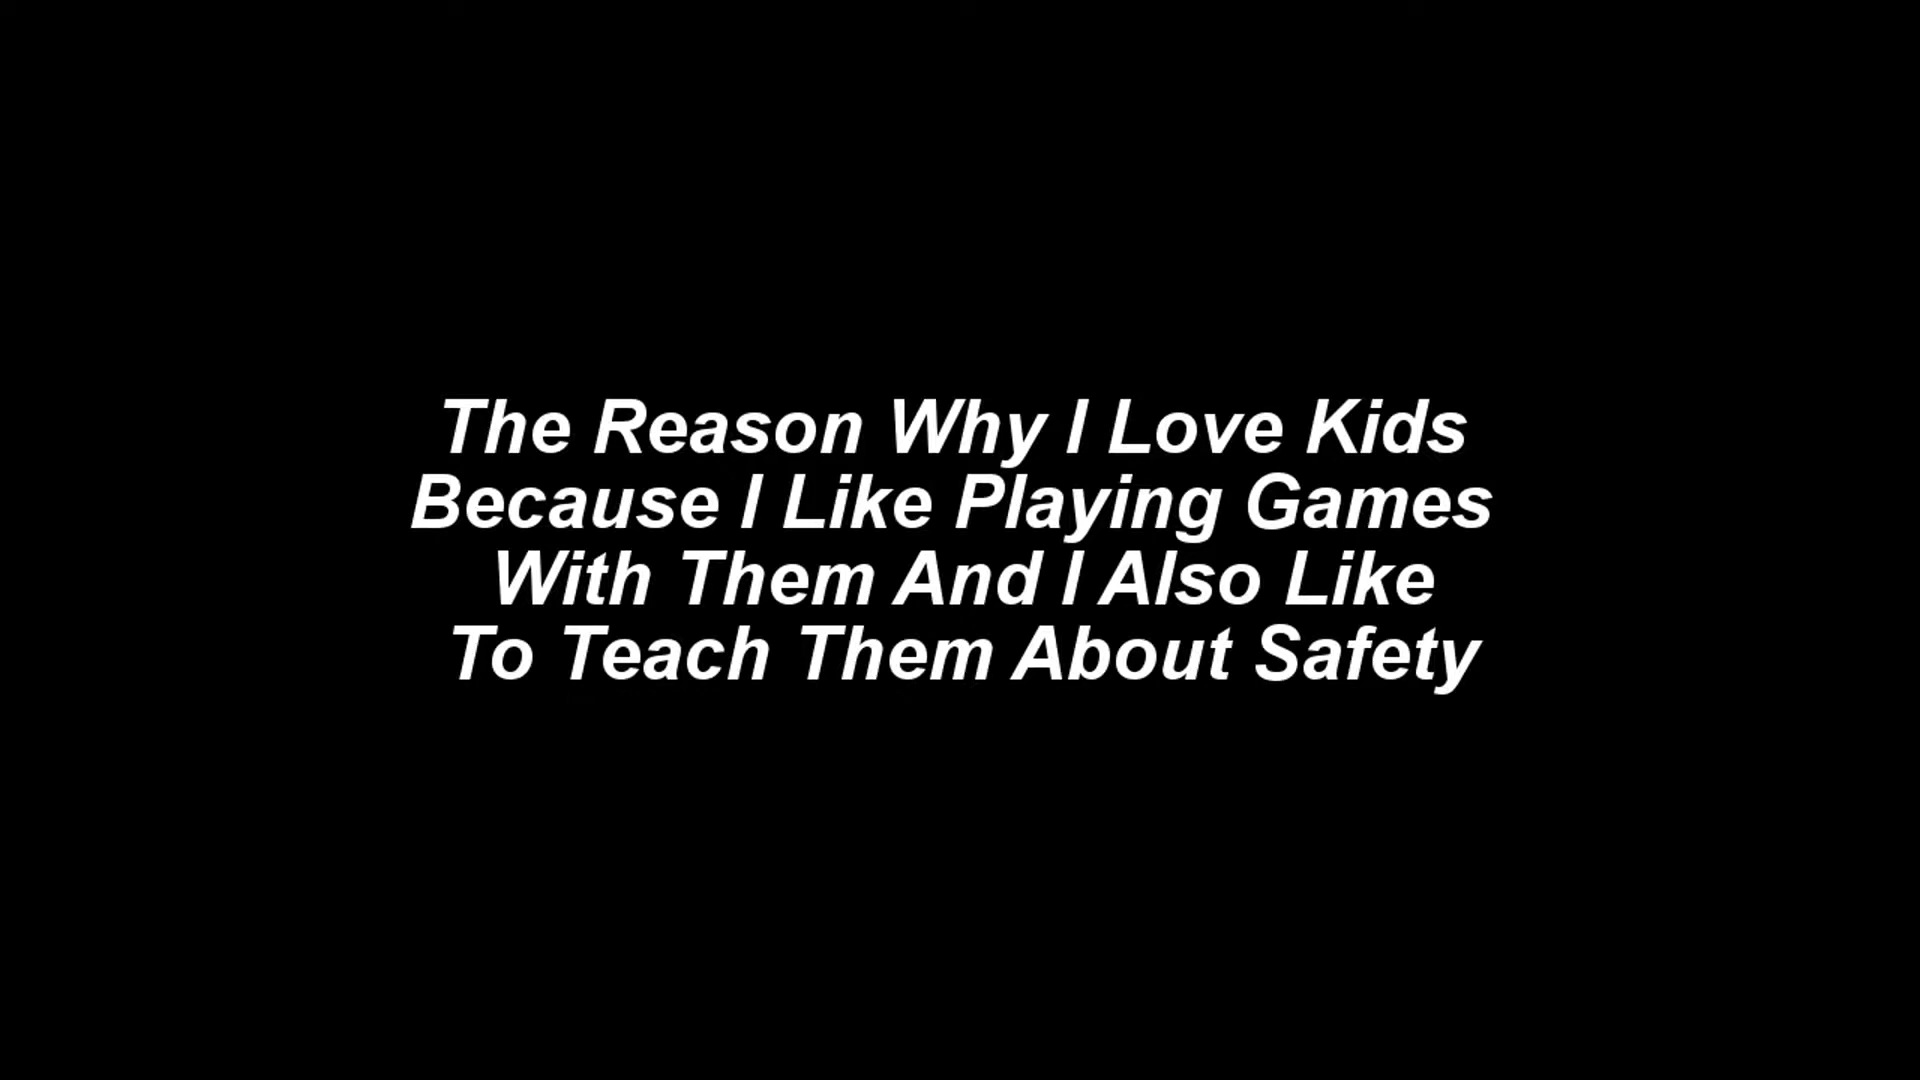 The Reason Why I Love Kids
Because I Like Playing Games
With Them And I Also Like
To Teach Them About Safety